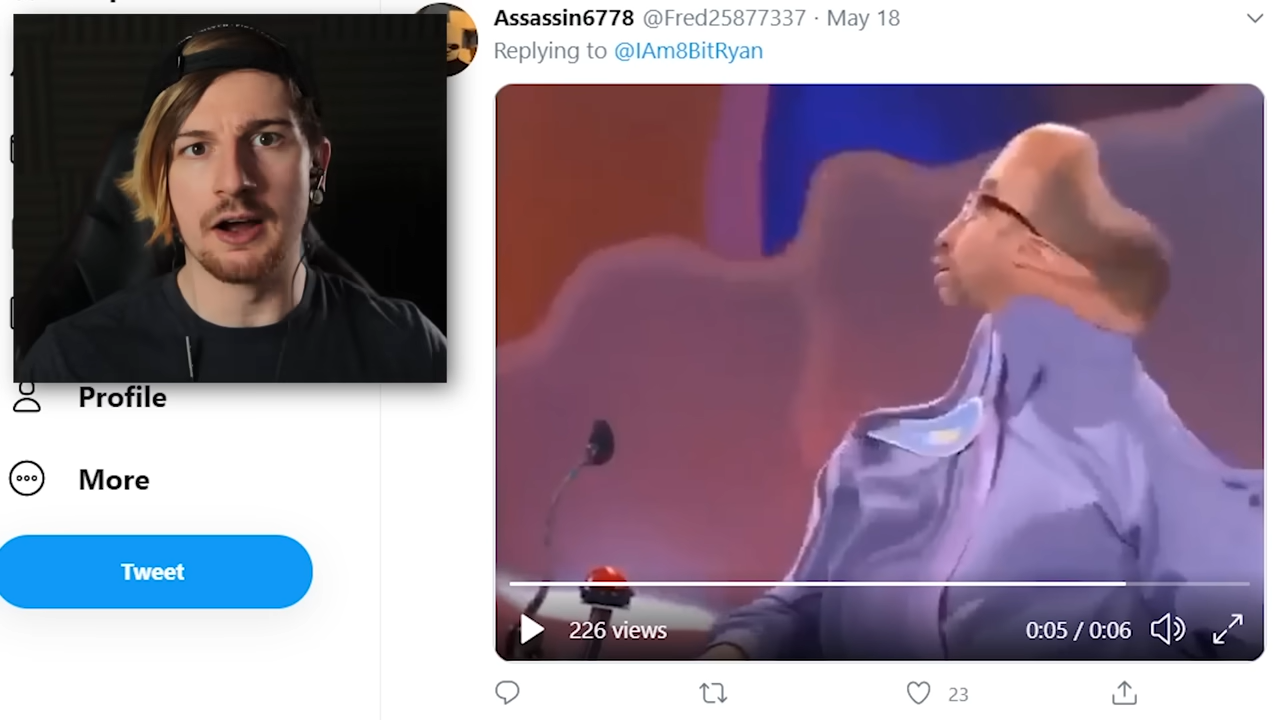 Assassin6778 @Fred25877337 · May 18
Replying to @IAm8BitRyan
Profile
More
Tweet
226 views
0:05 / 0:06
23